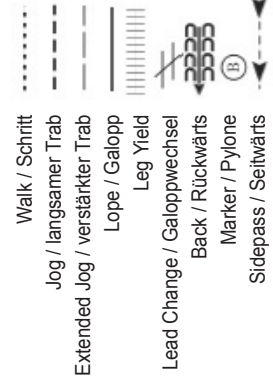 Walk / Schritt
Jog / langsamer Trab
Extended Jog / verstärkter Trab
Lope / Galopp
Leg Yield
Lead Change / Galoppwechsel
Back / Rückwärts
Marker / Pylone
B
Sidepass / Seitwärts